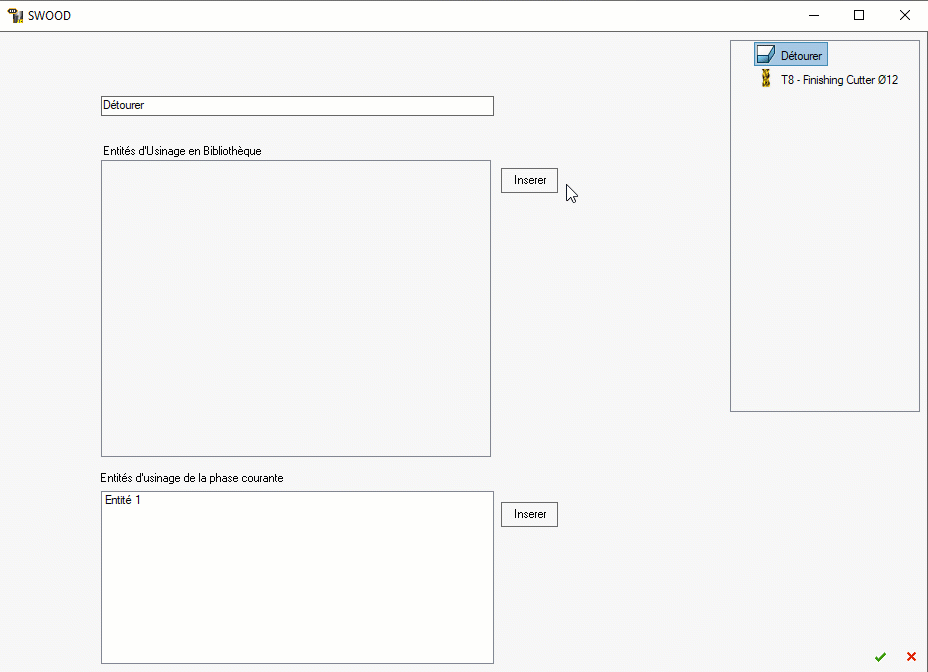 SWOOD
Détourer
T8 - Finishing Cutter Ø12
Détourer
Entités d'Usinage en Bibliothèque
Inserer
Entités d'usinage de la phase courante
Entité 1
Inserer